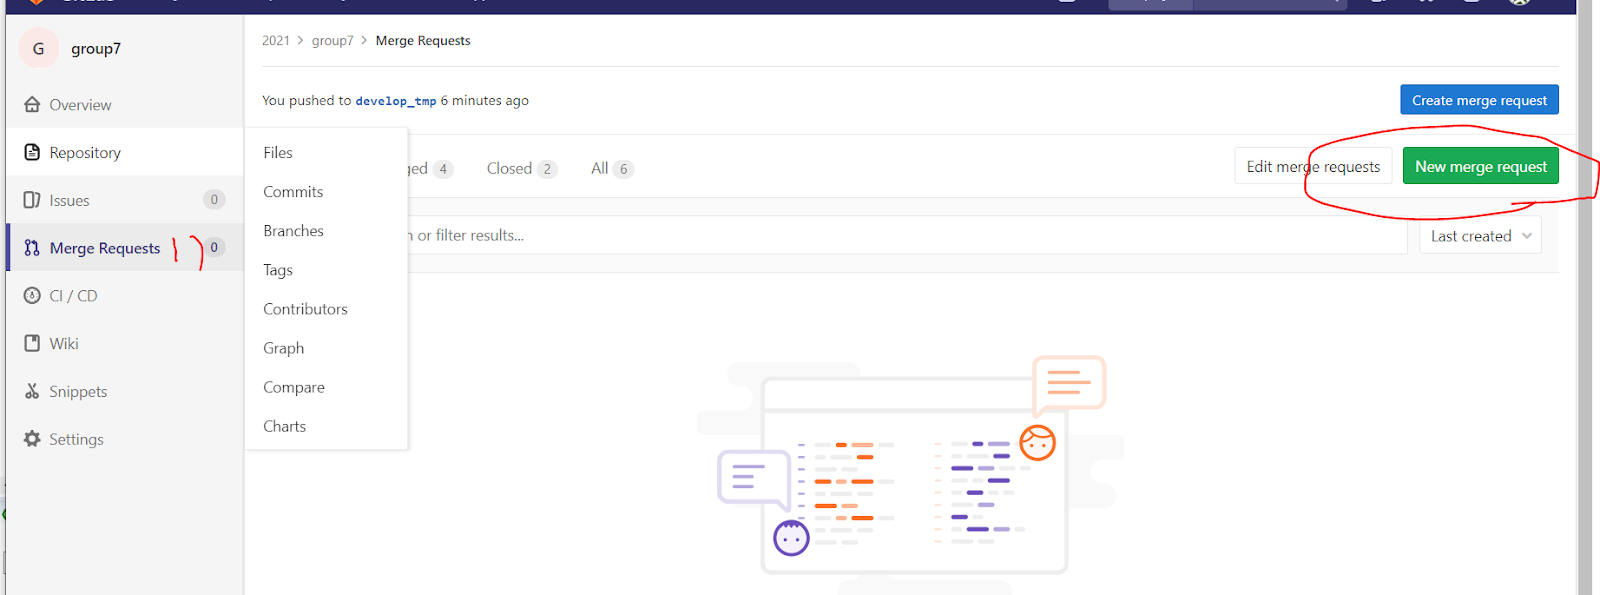 G group7
Overview
Repository
Issues 0
Merge Requests 1) 0
CI / CD
Wiki
Snippets
Settings
2021 > group7 > Merge Requests
You pushed to develop_tmp 6 minutes ago
Create merge request
4 Closed 2 All 6
Edit merge requests New merge request
or filter results...
Last created
Files
Commits
Branches
Tags
Contributors
Graph
Compare
Charts